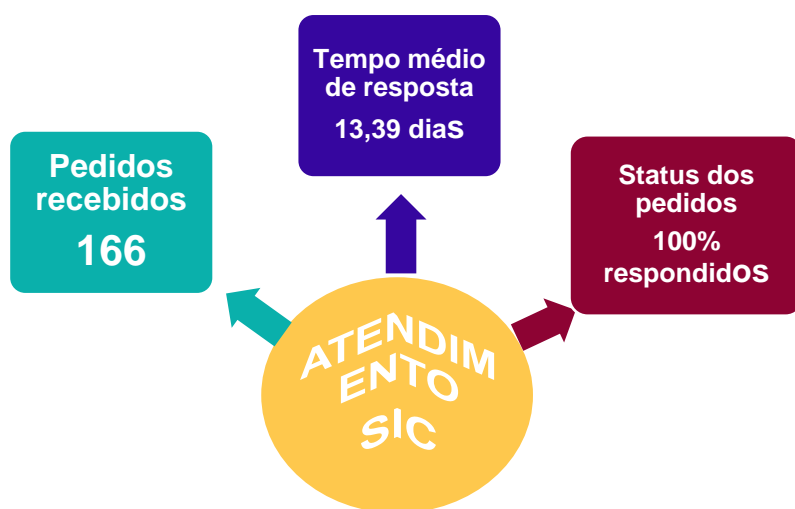 Tempo médio
de resposta
13,39 dias
Pedidos
recebidos
166
Status dos
pedidos
100%
respondidos
ATENDIM
ENTO
SIC